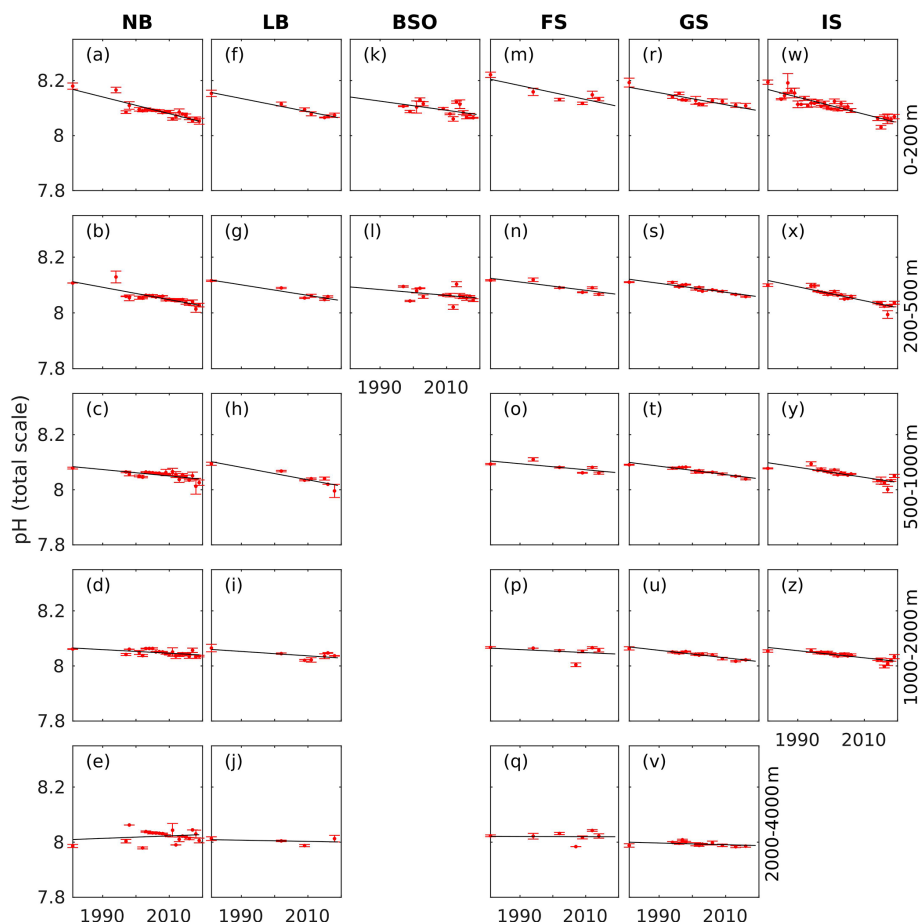 NB LB BSO FS GS IS
(a) (f) (k) (m) (r) (w)
8.2
8
7.8
0-200 m
(b) (g) (l) (n) (s) (x)
8.2
8
7.8
200-500 m
1990 2010
pH (total scale)
(c) (h) (o) (t) (y)
8.2
8
7.8
500-1000 m
(d) (i) (p) (u) (z)
8.2
8
7.8
1000-2000 m
1990 2010
(e) (j) (q) (v)
8.2
8
7.8
2000-4000 m
1990 2010 1990 2010 1990 2010 1990 2010